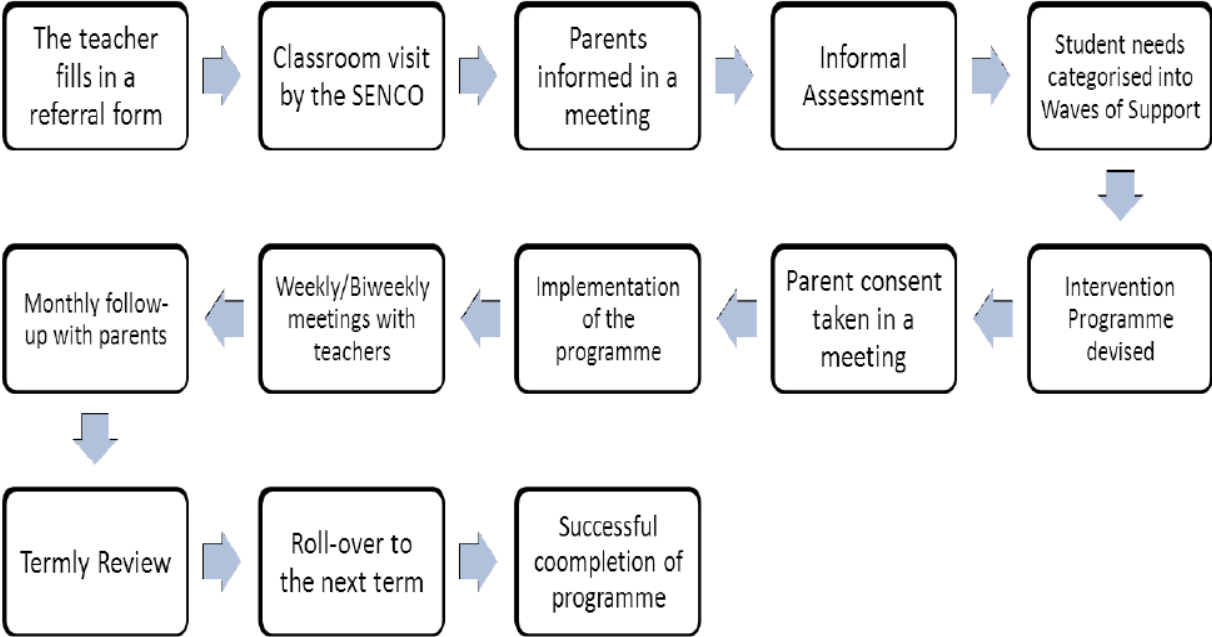 The teacher
fills in a
referral form
Classroom visit
by the SENCO
Parents
informed in a
meeting
Informal
Assessment
Student needs
categorised into
Waves of Support
Intervention
Programme
devised
Parent consent
taken in a
meeting
Implementation
of the
programme
Weekly/Biweekly
meetings with
teachers
Monthly follow-
up with parents
Termly Review
Roll-over to
the next term
Successful
coompletion of
programme